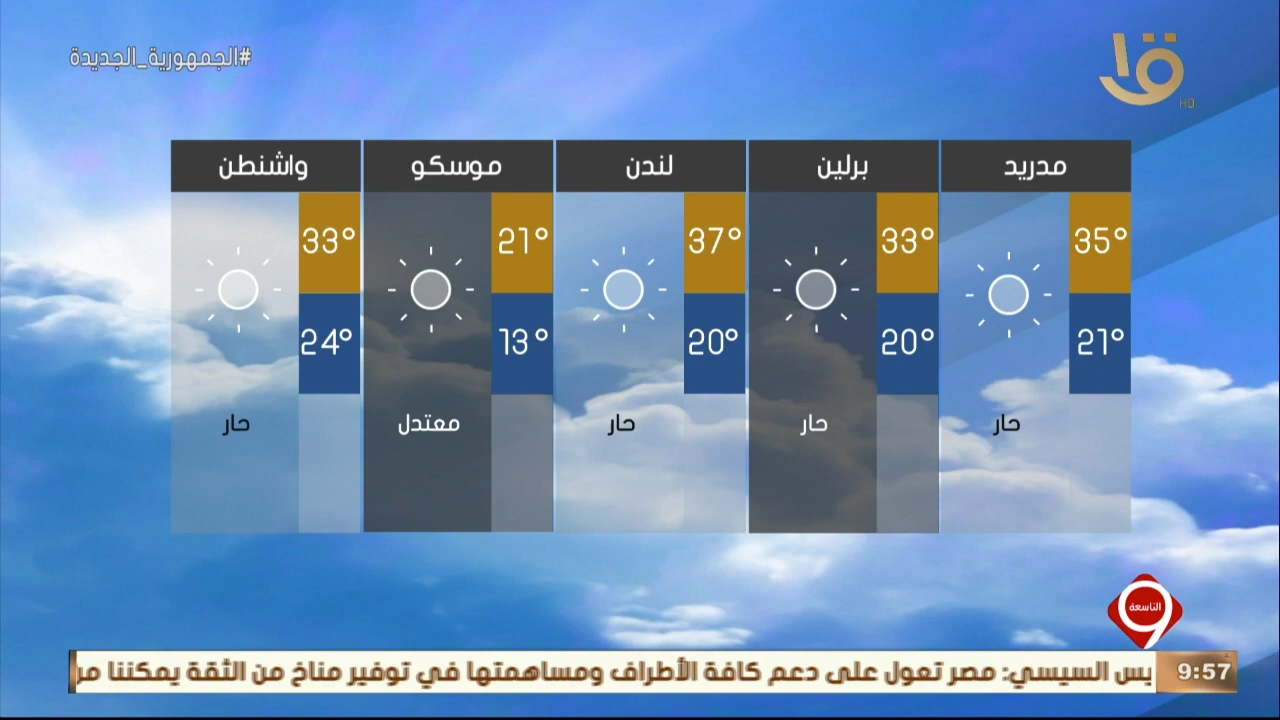 #الجمهورية_الجديدة
HD
مدريد
35°
21°
حار
برلين
33°
20°
حار
لندن
37°
20°
حار
موسكو
21°
13°
معتدل
واشنطن
33°
24°
حار
التاسعة
9
9:57
يس السيسي: مصر تعول على دعم كافة الأطراف ومساهمتها في توفير مناخ من الثقة يمكننا مر